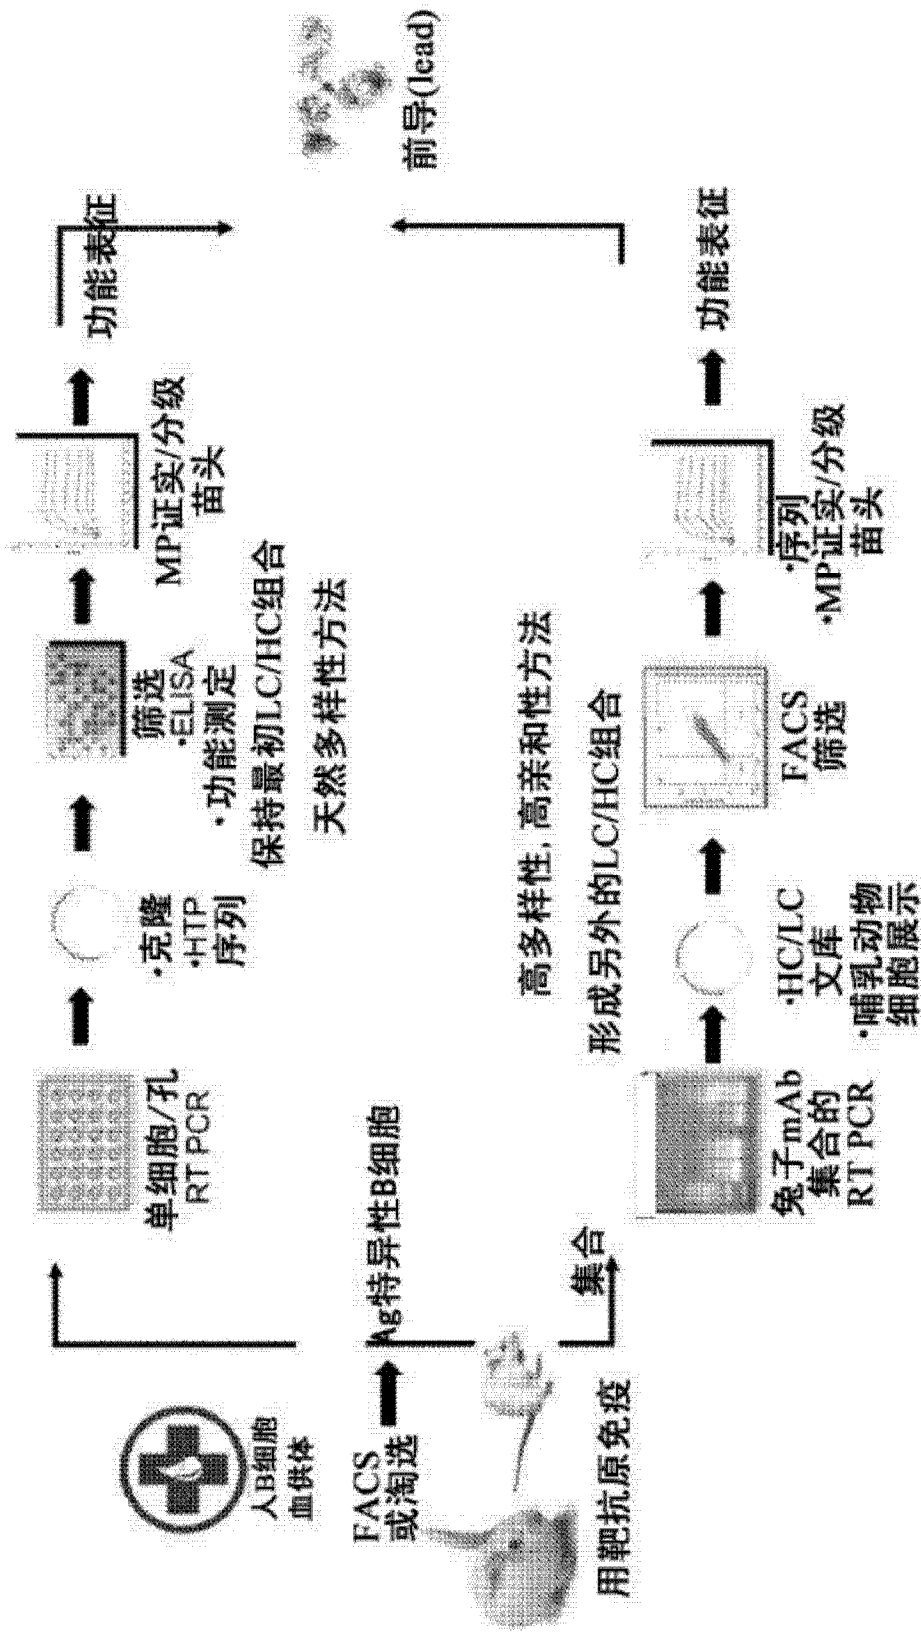 人B细胞
血供体
FACS
或淘选
用靶抗原免疫
Ag特异性B细胞
集合
单细胞/孔
RT PCR
·克隆
·HTP
序列
筛选
·ELISA
·功能测定
保持最初LC/HC组合
天然多样性方法
MP证实/分级
苗头
功能表征
高多样性, 高亲和性方法
形成另外的LC/HC组合
兔子mAb
集合的
RT PCR
·HC/LC
文库
·哺乳动物
细胞展示
FACS
筛选
·序列
·MP证实/分级
苗头
功能表征
前导(lead)